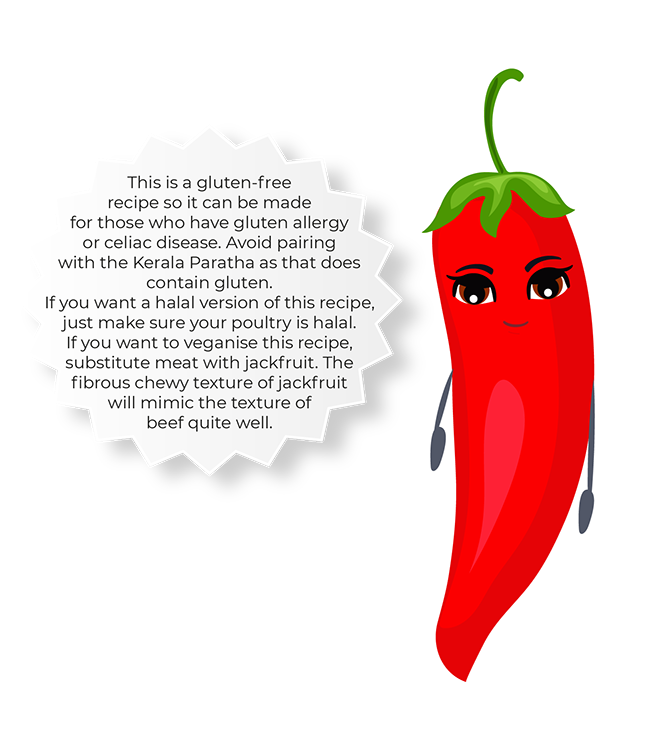 This is a gluten-free
recipe so it can be made
for those who have gluten allergy
or celiac disease. Avoid pairing
with the Kerala Paratha as that does
contain gluten.
If you want a halal version of this recipe,
just make sure your poultry is halal.
If you want to veganise this recipe,
substitute meat with jackfruit. The
fibrous chewy texture of jackfruit
will mimic the texture of
beef quite well.